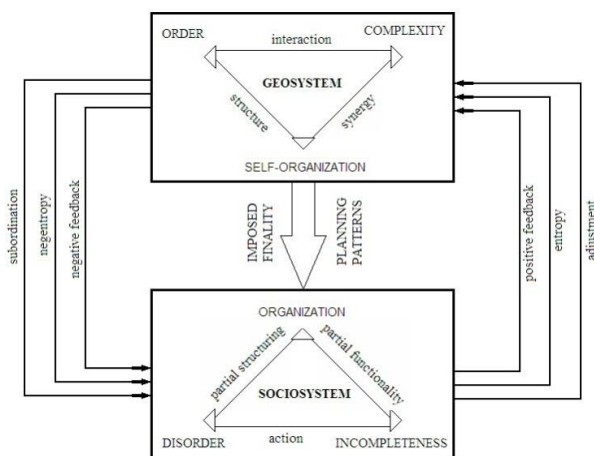 ORDER
COMPLEXITY
interaction
GEOSYSTEM
structure
synergy
SELF-ORGANIZATION
subordination
negentropy
negative feedback
IMPOSED
FINALITY
PLANNING
PATTERNS
positive feedback
entropy
adjustment
ORGANIZATION
partial structuring
partial functionality
SOCIOSYSTEM
DISORDER
action
INCOMPLETENESS